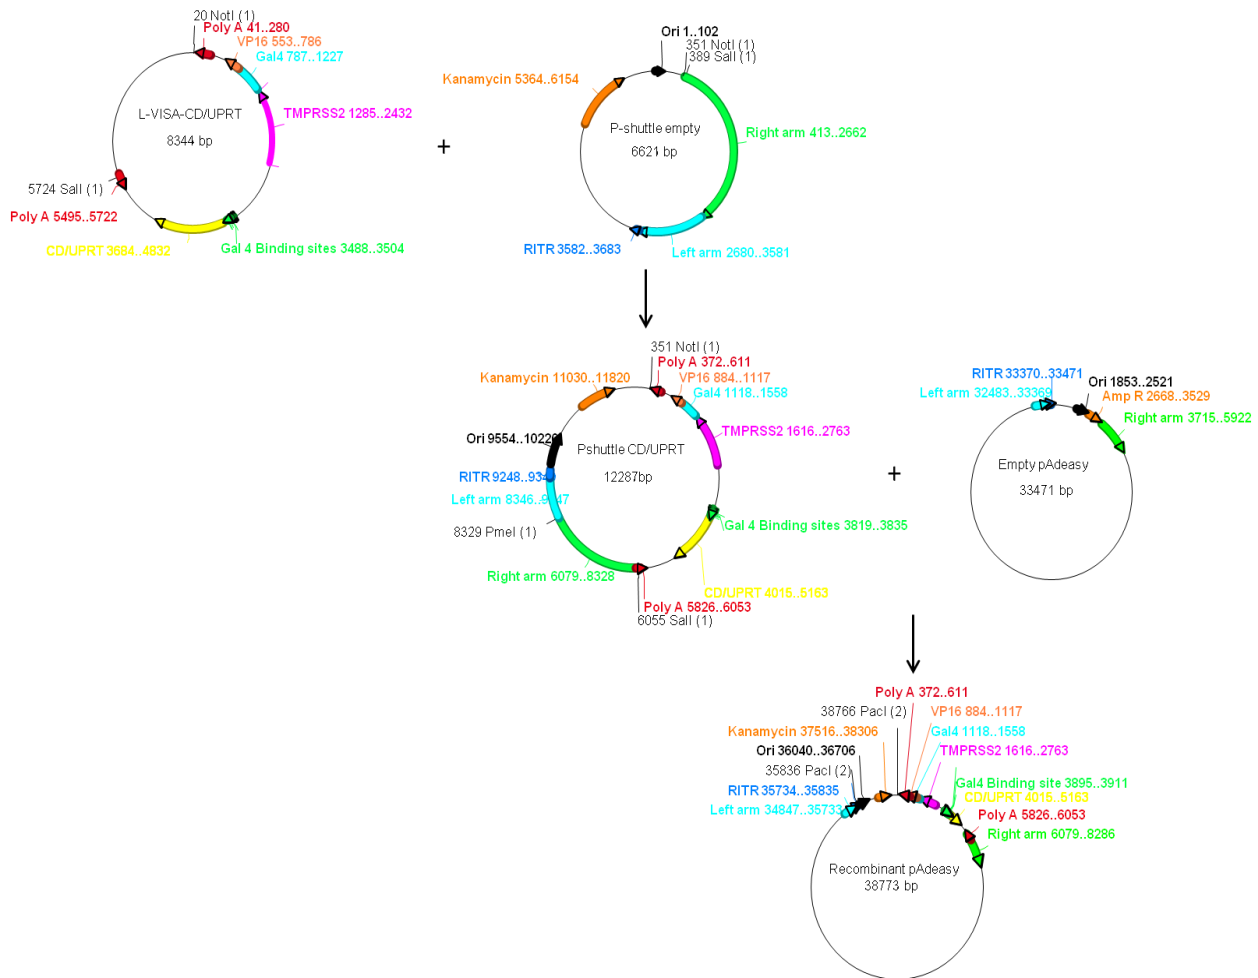 20 NotI (1)
Poly A 41..280
VP16 553..786
Gal4 787..1227
L-VISA-CD/UPRT
8344 bp
TMPRSS2 1285..2432
5724 SalI (1)
Poly A 5495..5722
CD/UPRT 3684..4832
Gal 4 Binding sites 3488..3504
+
Ori 1..102
351 NotI (1)
389 SalI (1)
Kanamycin 5364..6154
P-shuttle empty
6621 bp
Right arm 413..2662
RITR 3582..3683
Left arm 2680..3581
351 NotI (1)
Poly A 372..611
Kanamycin 11030..11820
VP16 884..1117
Gal4 1118..1558
TMPRSS2 1616..2763
Ori 9554..10220
Pshuttle CD/UPRT
12287bp
RITR 9248..934
Left arm 8346..9 47
8329 PmeI (1)
Gal 4 Binding sites 3819..3835
Right arm 6079..8328
CD/UPRT 4015..5163
Poly A 5826..6053
6055 SalI (1)
+
RITR 33370..33471
Left arm 32483..33369
Ori 1853..2521
Amp R 2668..3529
Right arm 3715..5922
Empty pAdeasy
33471 bp
Poly A 372..611
38766 PacI (2)
VP16 884..1117
Kanamycin 37516..38306
Gal4 1118..1558
Ori 36040..36706
TMPRSS2 1616..2763
35836 PacI (2)
RITR 35734..35835
Gal4 Binding site 3895..3911
Left arm 34847..35733
CD/UPRT 4015..5163
Poly A 5826..6053
Right arm 6079..8286
Recombinant pAdeasy
38773 bp